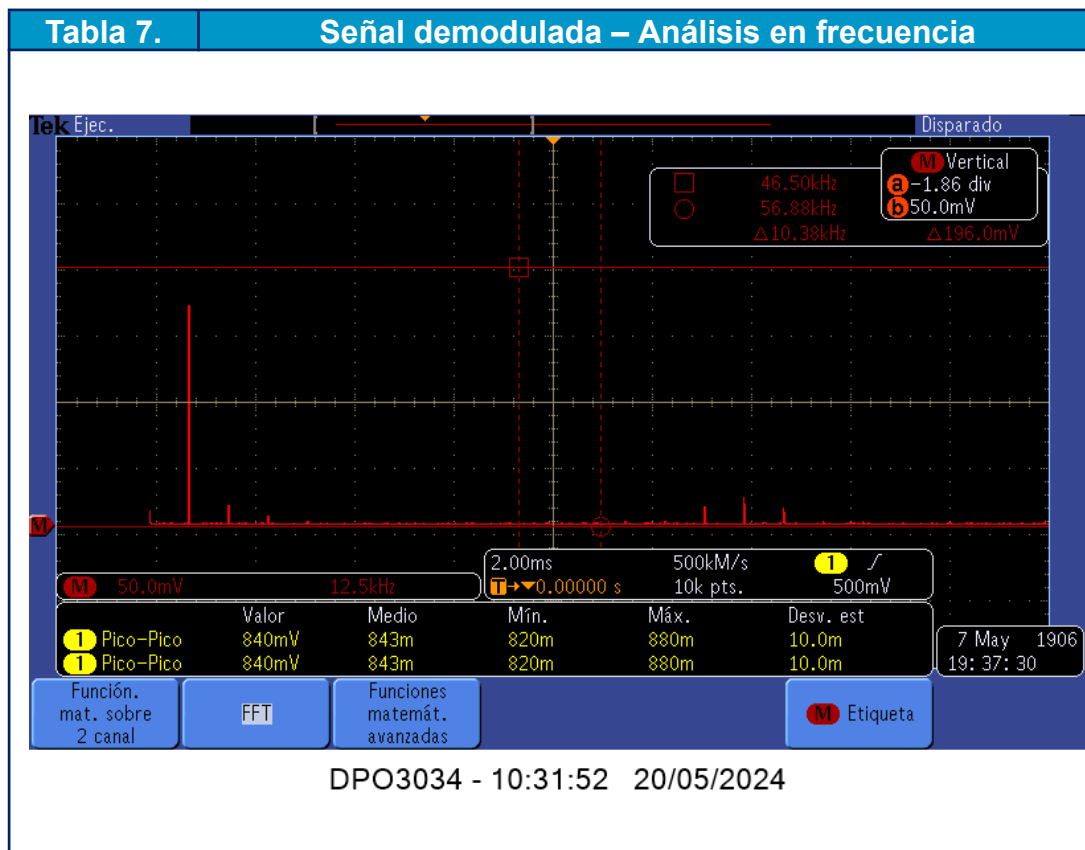 Tabla 7. Señal demodulada – Análisis en frecuencia
Tek Ejec. Disparado
M Vertical
a -1.86 div
b 50.0mV
46.50kHz
56.88kHz
△10.38kHz △196.0mV
M
M 50.0mV 12.5kHz
2.00ms 500kM/s 1
T→▼0.00000 s 10k pts. 500mV
Valor Medio Mín. Máx. Desv. est
1 Pico-Pico 840mV 843m 820m 880m 10.0m
1 Pico-Pico 840mV 843m 820m 880m 10.0m
7 May 1906
19:37:30
Función.
mat. sobre
2 canal
FFT
Funciones
matemát.
avanzadas
M Etiqueta
DPO3034 - 10:31:52 20/05/2024